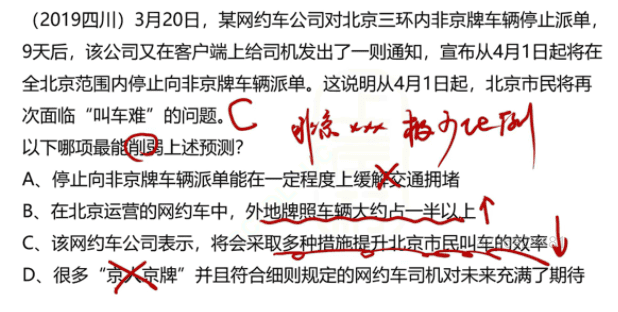 （2019四川）3月20日，某网约车公司对北京三环内非京牌车辆停止派单，
9天后，该公司又在客户端上给司机发出了一则通知，宣布从4月1日起将在
全北京范围内停止向非京牌车辆派单。这说明从4月1日起，北京市民将再
次面临“叫车难”的问题。C
非京 xxx 极少比例
以下哪项最能削弱上述预测？
A、停止向非京牌车辆派单能在一定程度上缓解交通拥堵
B、在北京运营的网约车中，外地牌照车辆大约占一半以上
C、该网约车公司表示，将会采取多种措施提升北京市民叫车的效率
D、很多“京人京牌”并且符合细则规定的网约车司机对未来充满了期待